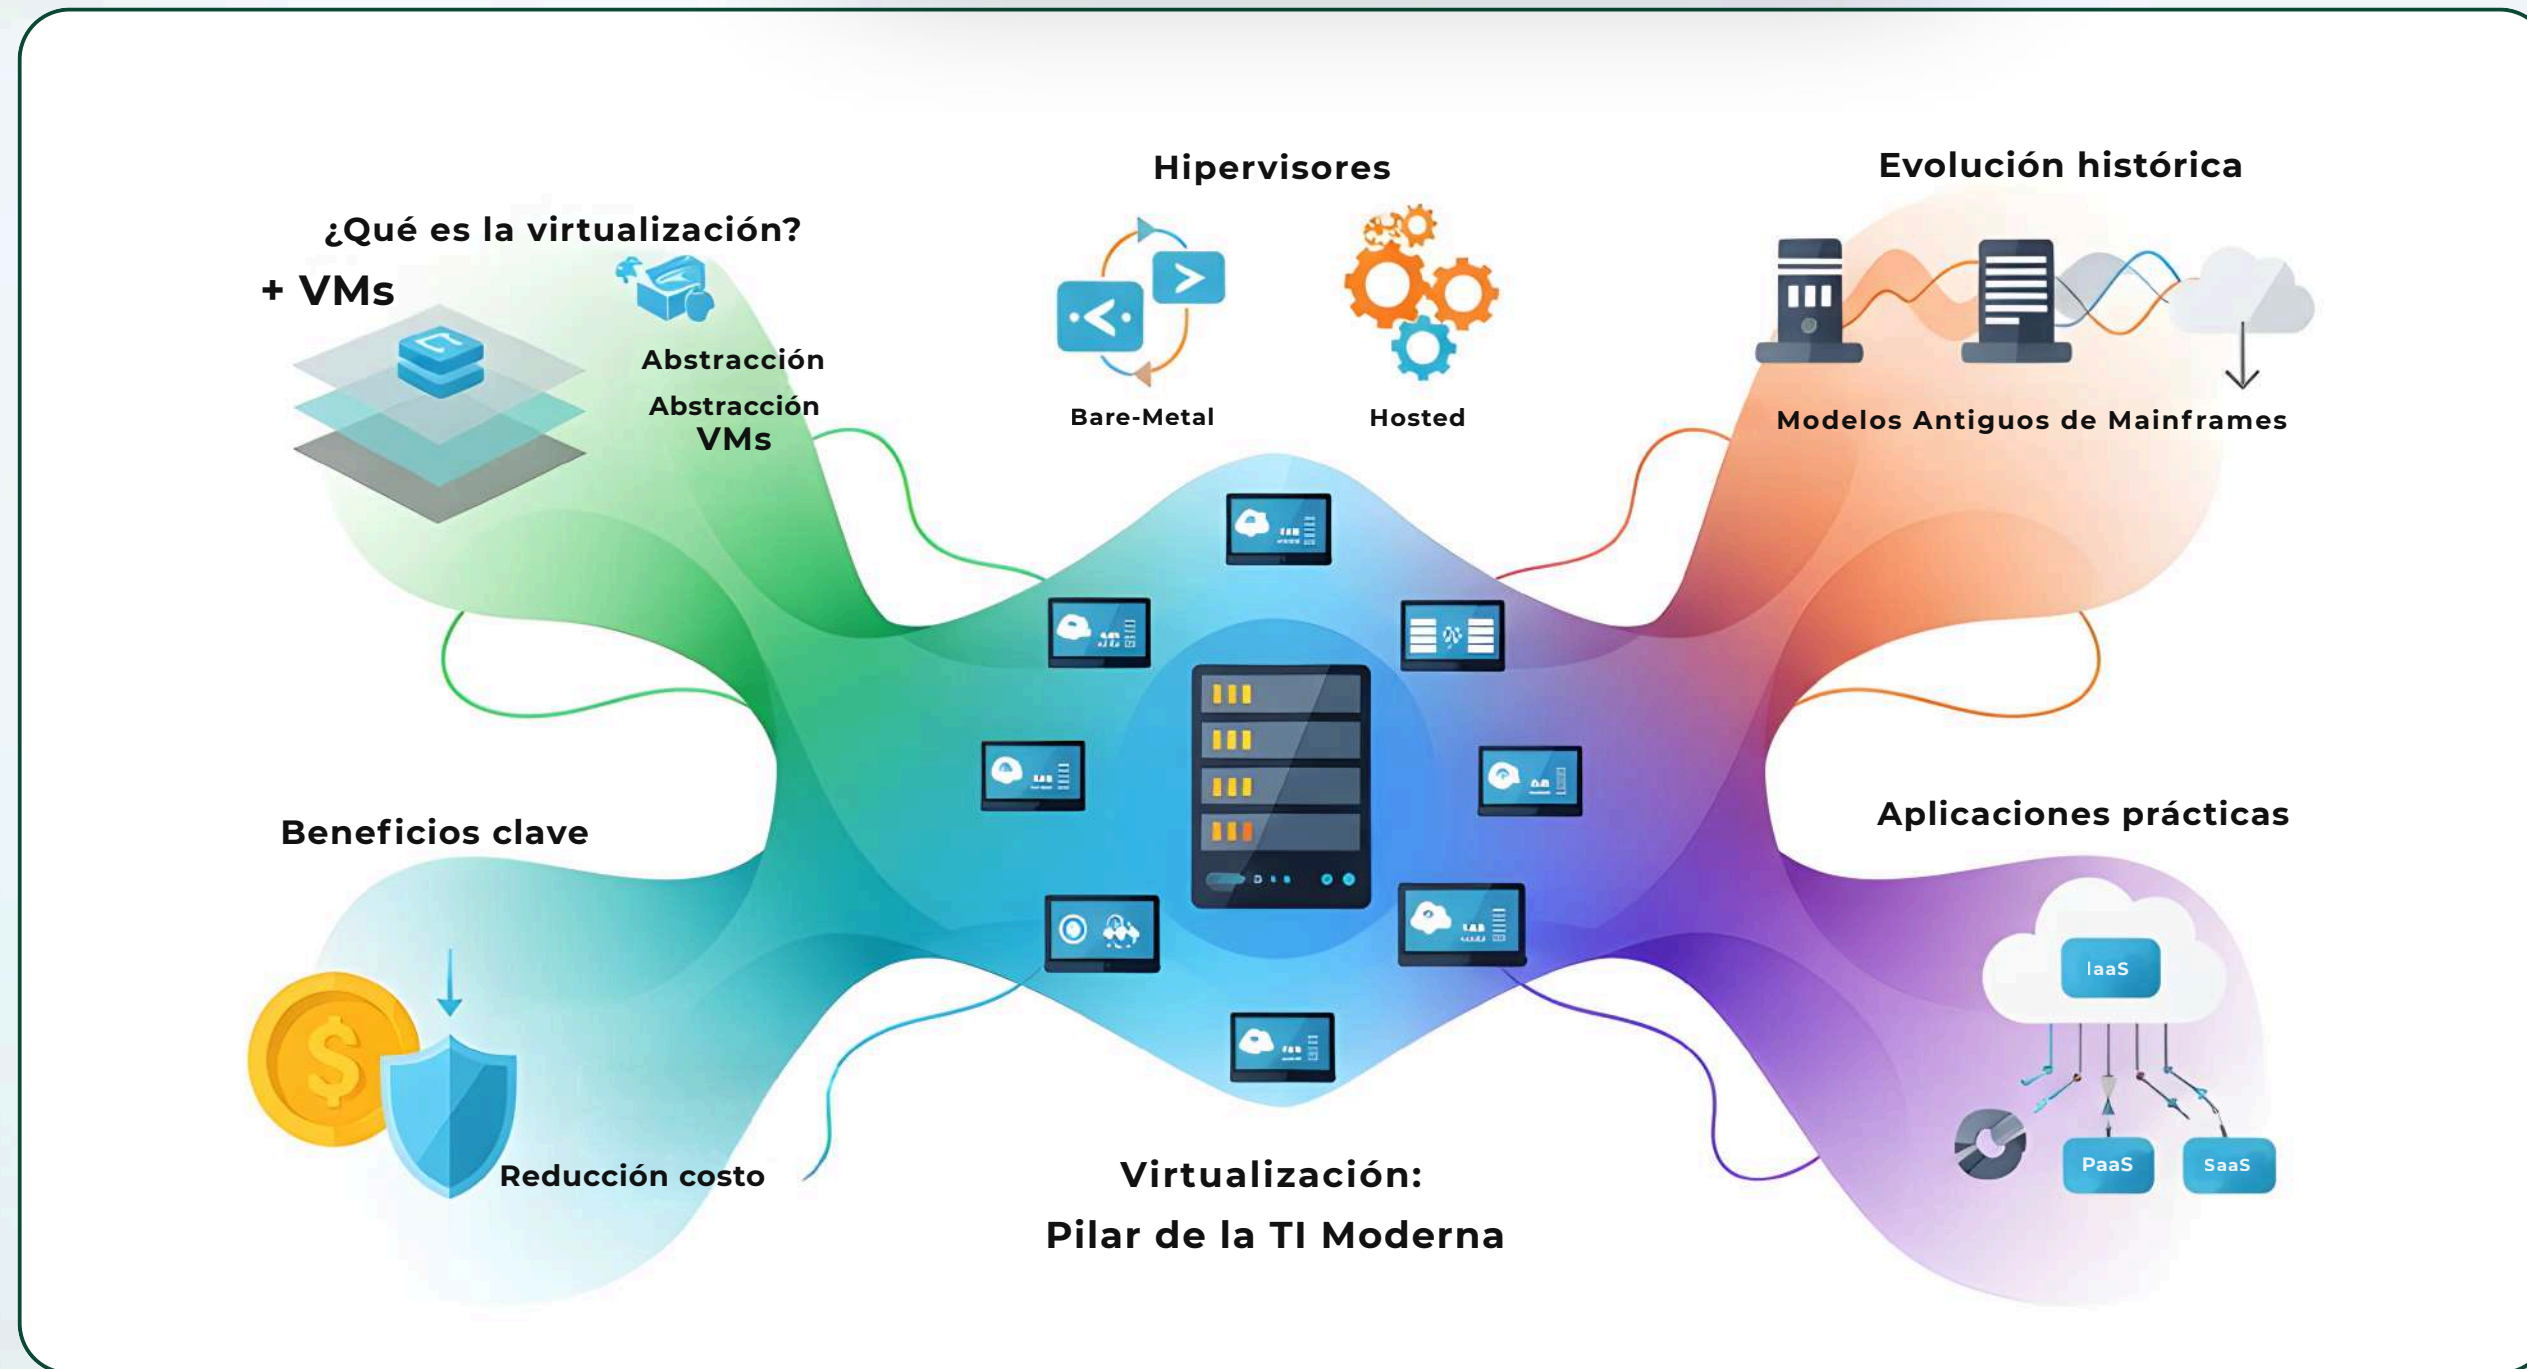 ¿Qué es la virtualización?
+ VMs
Abstracción
Abstracción
VMs
Hipervisores
Bare-Metal
Hosted
Evolución histórica
Modelos Antiguos de Mainframes
Beneficios clave
Reducción costo
Aplicaciones prácticas
IaaS
PaaS
SaaS
Virtualización:
Pilar de la TI Moderna